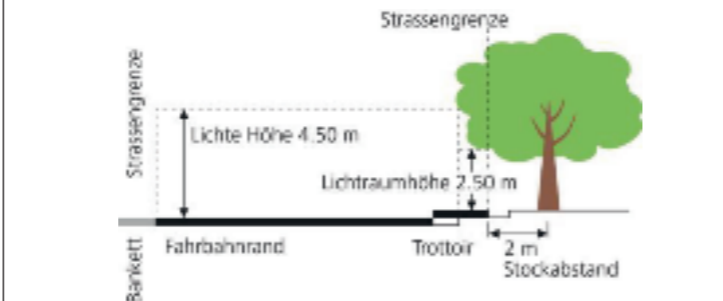 Strassengrenze
Strassengrenze
Lichte Höhe 4.50 m
Lichtraumhöhe 2.50 m
Bankett
Fahrbahnrand
Trottoir
2 m
Stockabstand